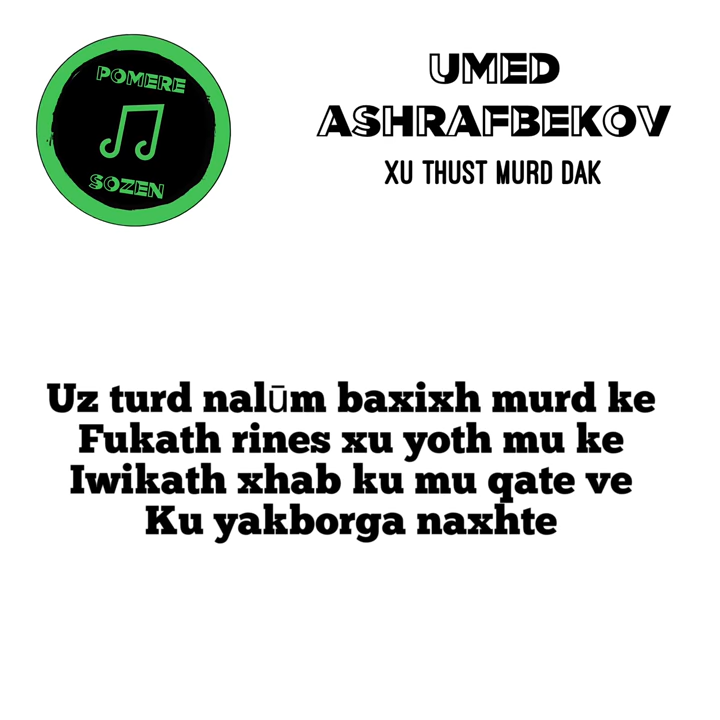 POMERE
SOZEN
UMED
ASHRAFBEKOV
XU THUST MURD DAK
Uz turd nalūm baxixh murd ke
Fukath rines xu yoth mu ke
Iwikath xhab ku mu qate ve
Ku yakborga naxhte